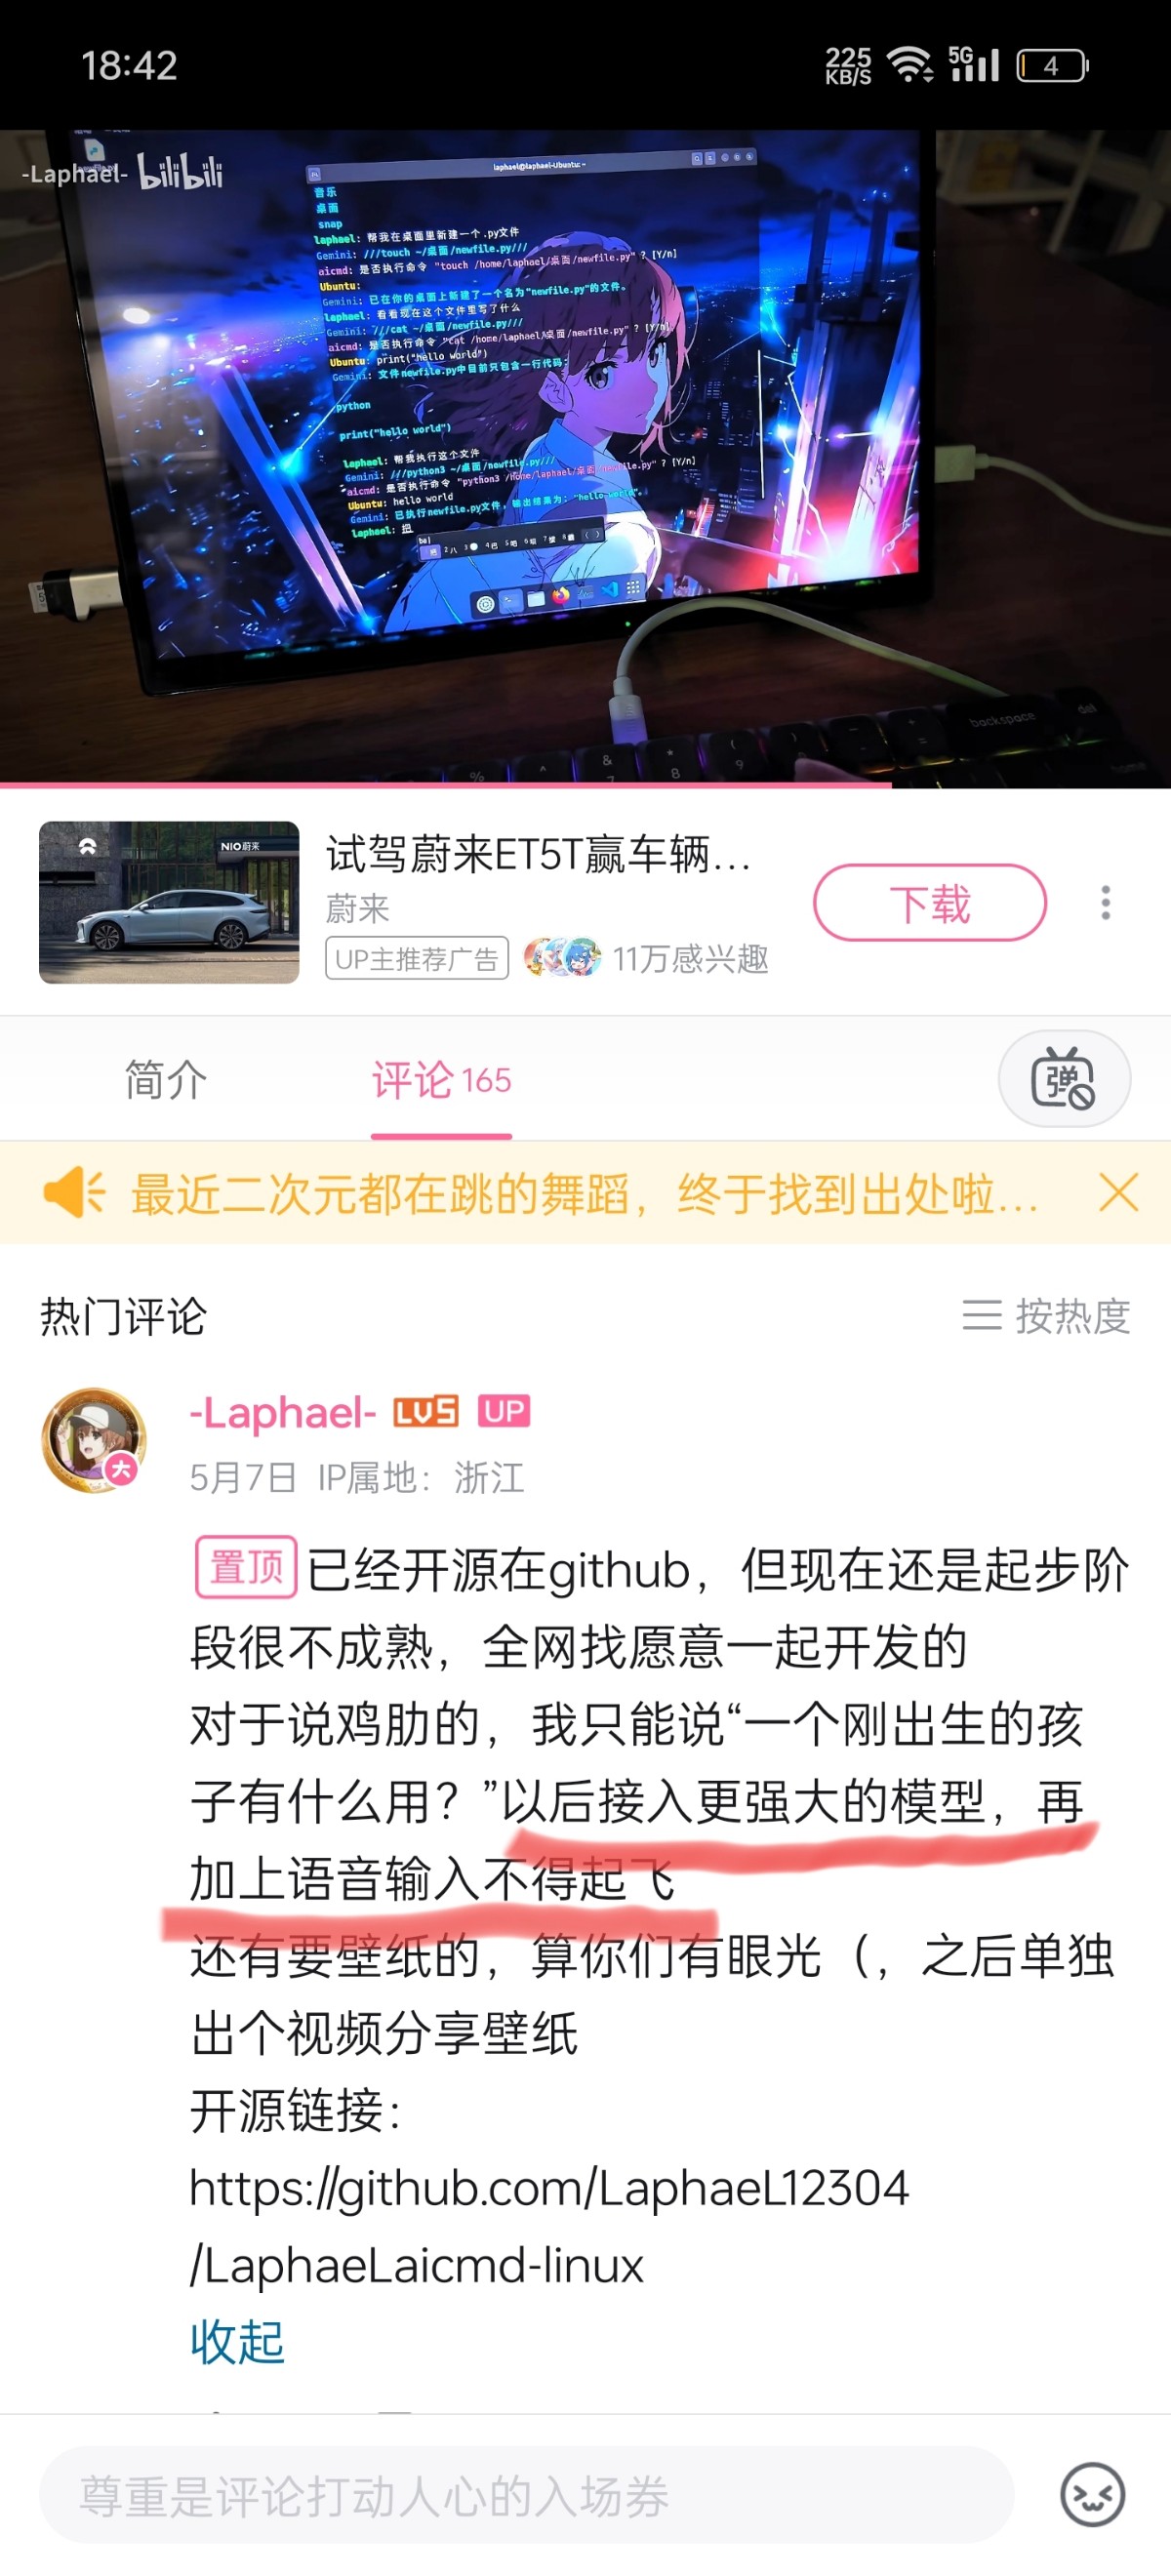 18:42
225
KB/S
5G
4
-Laphael- bilibili
laphael@laphael-Ubuntu: ~
音乐
桌面
snap
laphael: 帮我在桌面里新建一个.py文件
Gemini: ///touch ~/桌面/newfile.py///
aicmd: 是否执行命令 "touch /home/laphael/桌面/newfile.py" ? [Y/n]
Ubuntu:
Gemini: 已在你的桌面上新建了一个名为"newfile.py"的文件。
laphael: 看看现在这个文件里写了什么
Gemini: ///cat ~/桌面/newfile.py///
aicmd: 是否执行命令 "cat /home/laphael/桌面/newfile.py" ? [Y/n]
Ubuntu: print("hello world")
Gemini: 文件newfile.py中目前只包含一行代码:
python
print("hello world")
laphael: 帮我执行这个文件
Gemini: ///python3 ~/桌面/newfile.py///
aicmd: 是否执行命令 "python3 /home/laphael/桌面/newfile.py" ? [Y/n]
Ubuntu: hello world
Gemini: 已执行newfile.py文件，输出结果为: "hello world"。
laphael:
backspace
del
home
NIO 蔚来
试驾蔚来ET5T赢车辆...
蔚来
下载
UP主推荐广告
11万感兴趣
简介
评论 165
弹
最近二次元都在跳的舞蹈，终于找到出处啦...
热门评论
按热度
-Laphael- LV5 UP
大
5月7日 IP属地：浙江
置顶 已经开源在github，但现在还是起步阶
段很不成熟，全网找愿意一起开发的
对于说鸡肋的，我只能说“一个刚出生的孩
子有什么用？”以后接入更强大的模型，再
加上语音输入不得起飞
还有要壁纸的，算你们有眼光（，之后单独
出个视频分享壁纸
开源链接：
https://github.com/LaphaeL12304
/LaphaeLaicmd-linux
收起
尊重是评论打动人心的入场券